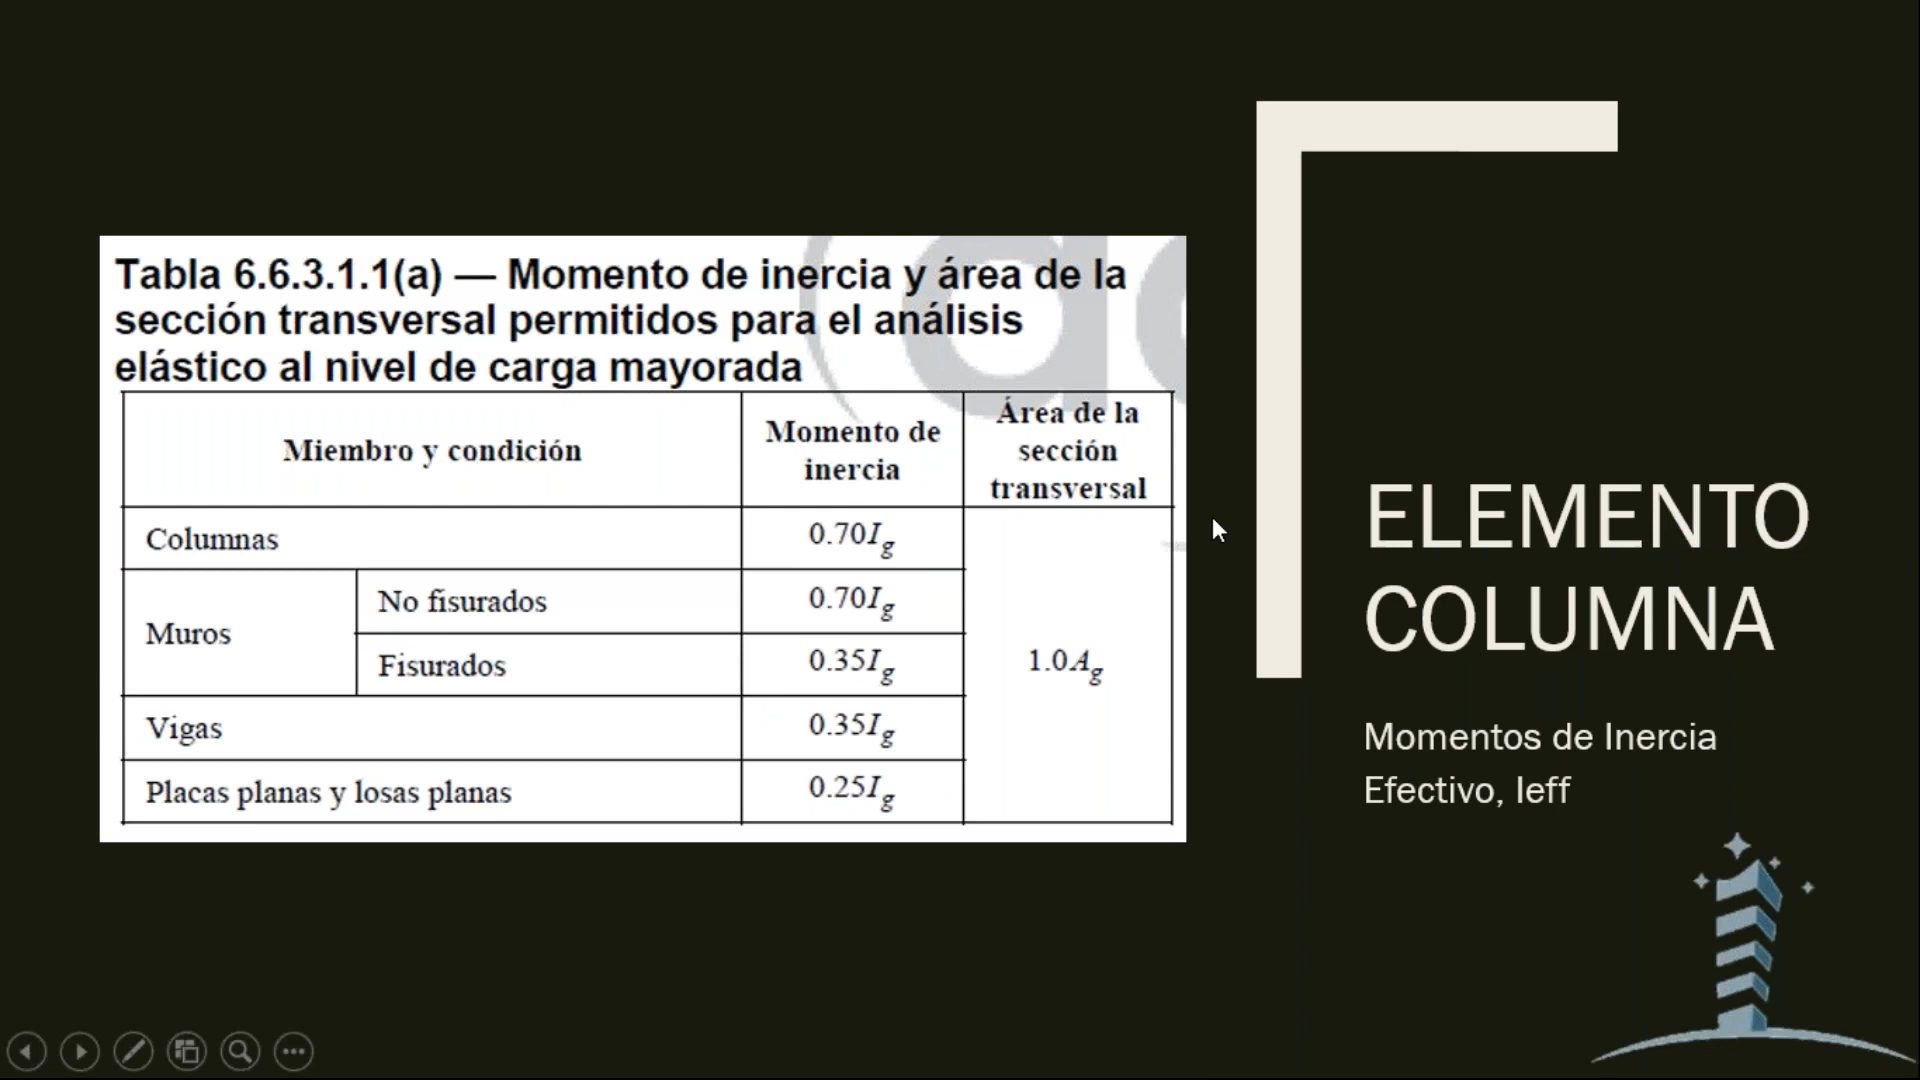 Tabla 6.6.3.1.1(a) — Momento de inercia y área de la
sección transversal permitidos para el análisis
elástico al nivel de carga mayorada
Miembro y condición
Momento de
inercia
Área de la
sección
transversal
Columnas
0.70Ig
Muros
No fisurados
0.70Ig
Fisurados
0.35Ig
1.0Ag
Vigas
0.35Ig
Placas planas y losas planas
0.25Ig
ELEMENTO
COLUMNA
Momentos de Inercia
Efectivo, Ieff